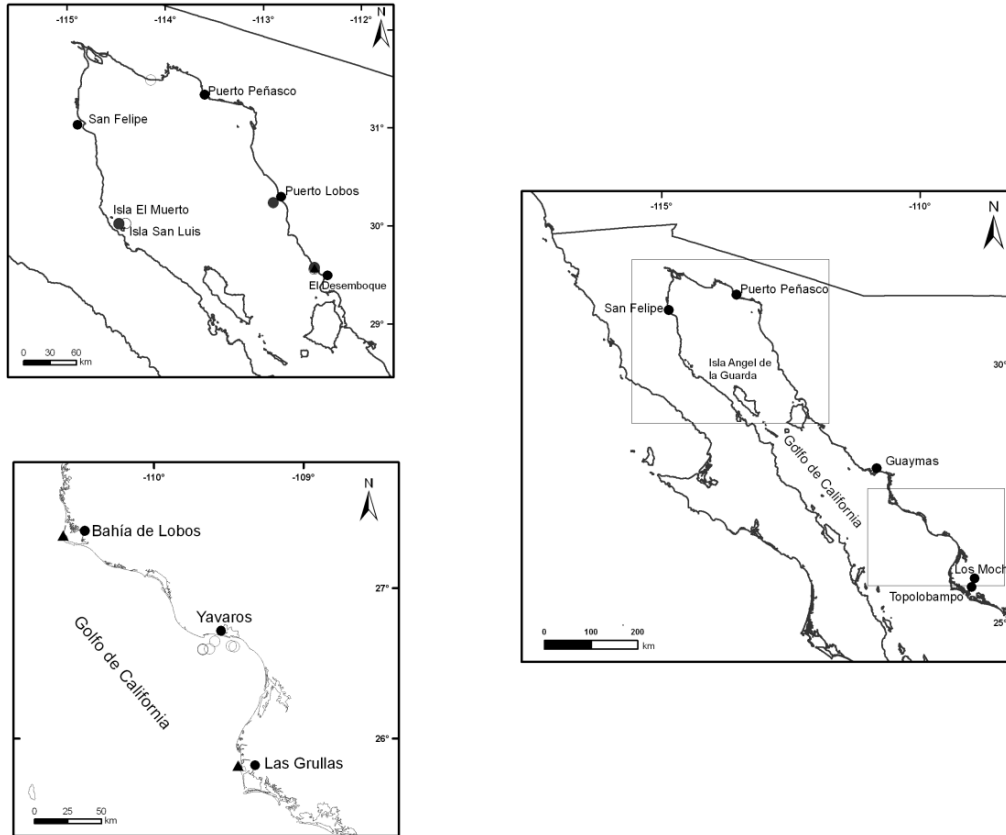 -115°
-114°
-113°
-112°
N
Puerto Peñasco
San Felipe
31°
Puerto Lobos
Isla El Muerto
30°
Isla San Luis
El Desemboque
29°
0 30 60
km
-110°
-109°
N
Bahía de Lobos
27°
Yavaros
Golfo de California
26°
Las Grullas
0 25 50
km
-115°
-110°
N
Puerto Peñasco
San Felipe
Isla Angel de
la Guarda
30°
Golfo de California
Guaymas
Los Moch
Topolobampo
25°
0 100 200
km